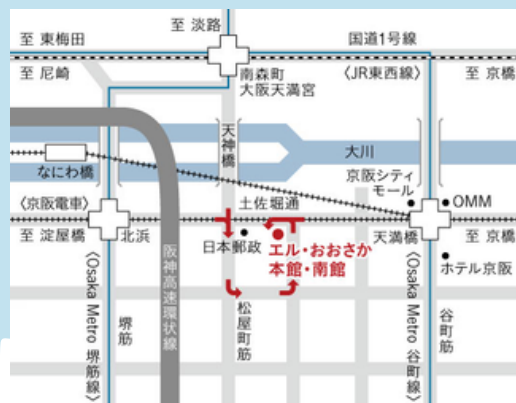 至 淡路
至 東梅田
国道1号線
至 尼崎
南森町
大阪天満宮
〈JR東西線〉
至 京橋
天神橋
大川
なにわ橋
京阪シティ
モール
OMM
〈京阪電車〉
土佐堀通
至 淀屋橋
北浜
日本郵政
エル・おおさか
本館・南館
天満橋
至 京橋
ホテル京阪
阪神高速環状線
〈Osaka Metro 堺筋線〉
堺筋
松屋町筋
〈Osaka Metro 谷町線〉
谷町筋